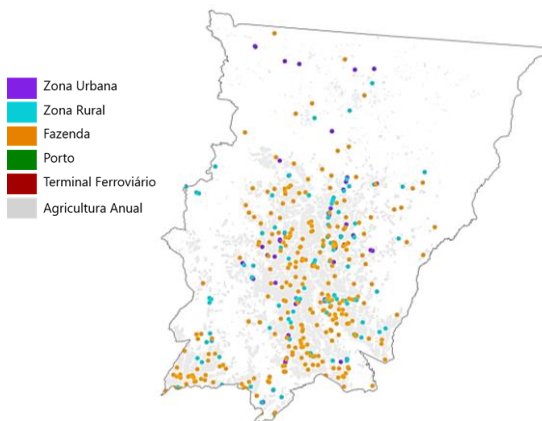 Zona Urbana
Zona Rural
Fazenda
Porto
Terminal Ferroviário
Agricultura Anual